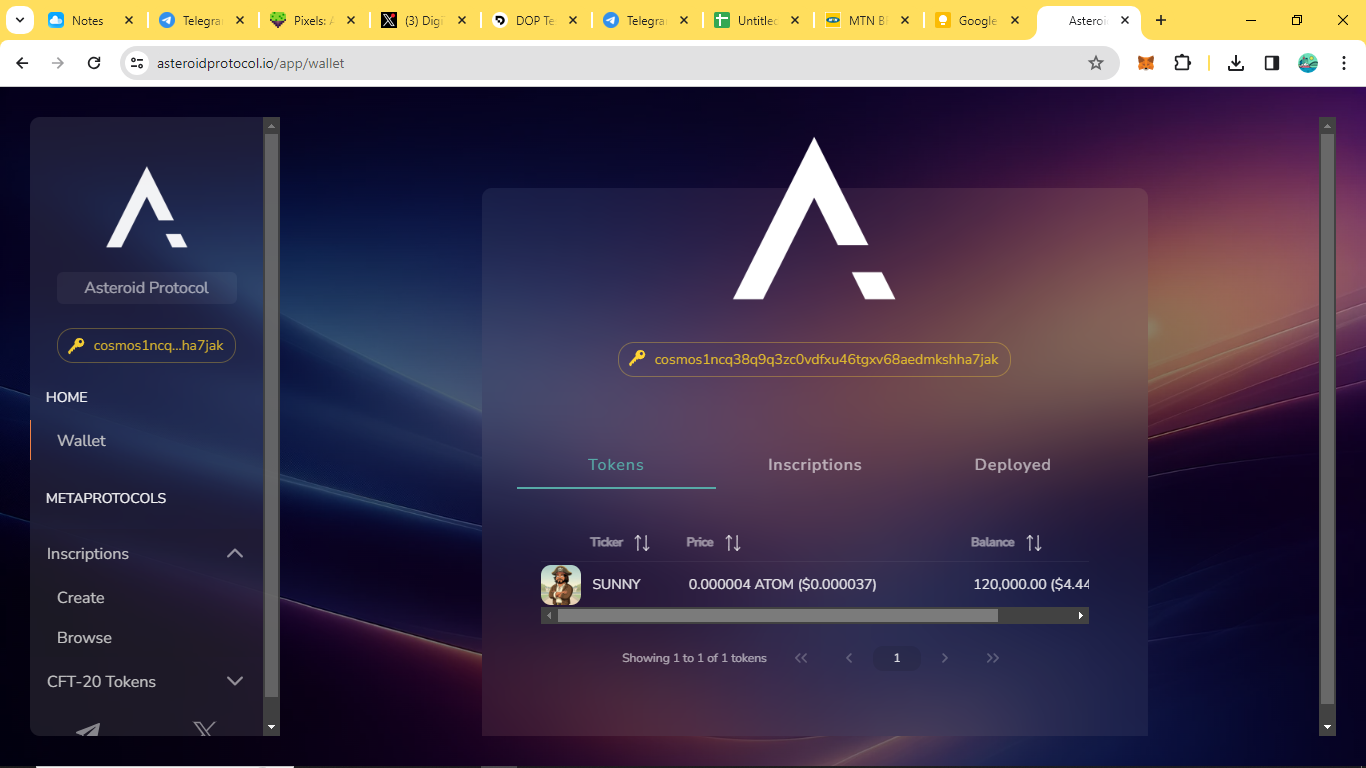 Notes
Telegra
Pixels: A
(3) Digi
DOP Te
Telegra
Untitle
MTN B
Google
Asteroi
asteroidprotocol.io/app/wallet
Asteroid Protocol
cosmos1ncq...ha7jak
HOME
Wallet
METAPROTOCOLS
Inscriptions
Create
Browse
CFT-20 Tokens
cosmos1ncq38q9q3zc0vdfxu46tgxv68aedmkshha7jak
Tokens Inscriptions Deployed
Ticker Price Balance
SUNNY 0.000004 ATOM ($0.000037) 120,000.00 ($4.44
Showing 1 to 1 of 1 tokens 1